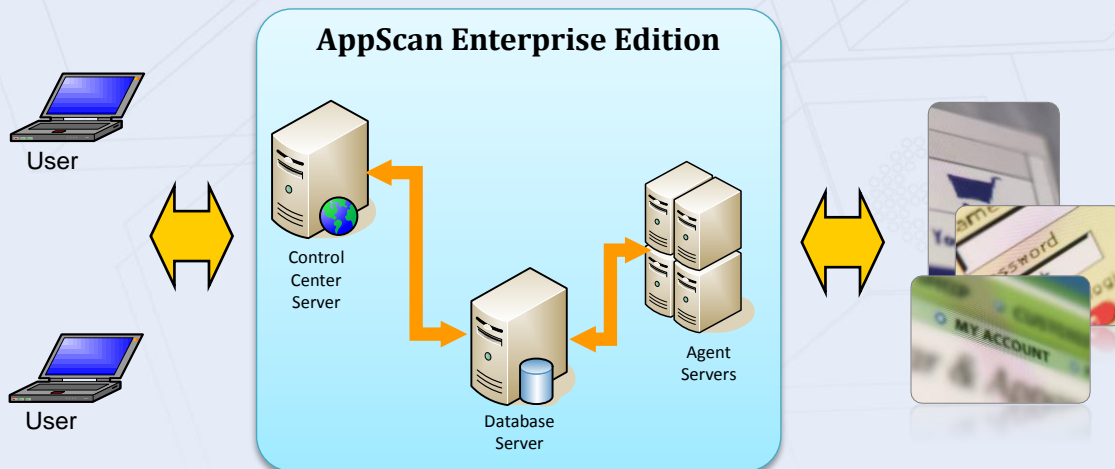 AppScan Enterprise Edition
User
User
Control
Center
Server
Database
Server
Agent
Servers
MY ACCOUNT